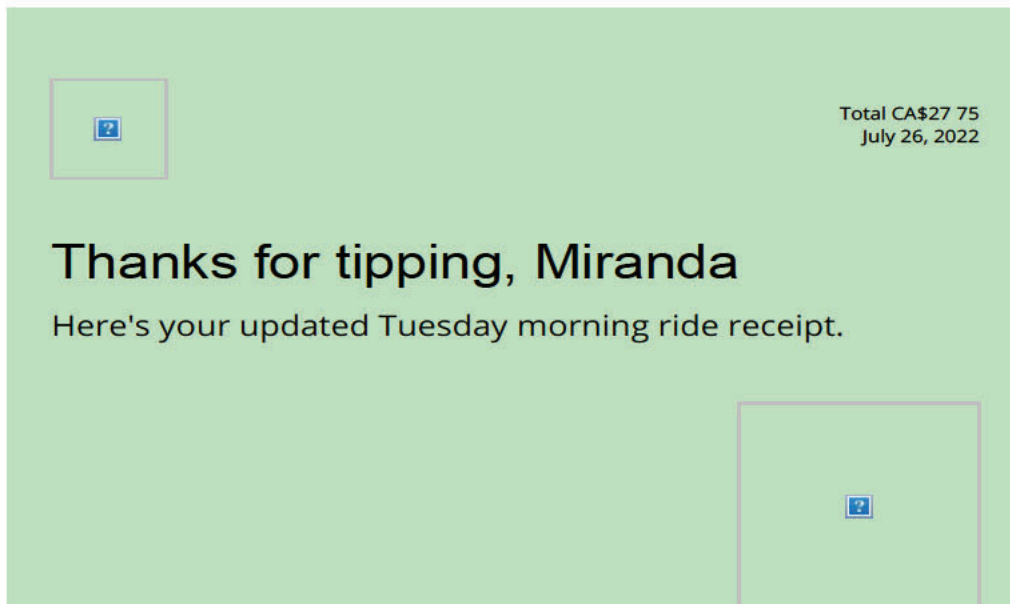 Total CA$27 75
July 26, 2022
Thanks for tipping, Miranda
Here's your updated Tuesday morning ride receipt.